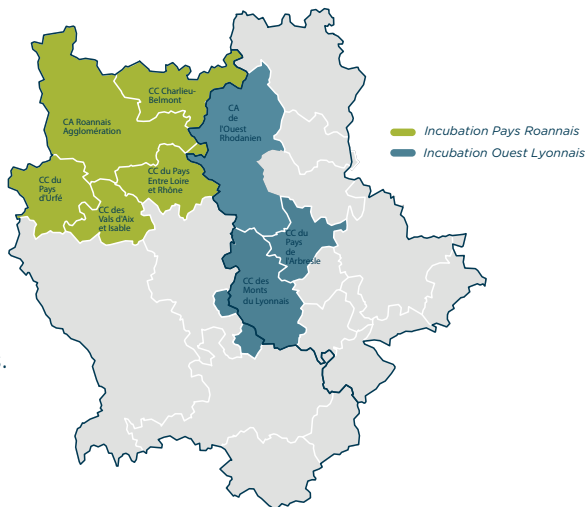 CC Charlieu-
Belmont
CA Roannais
Agglomération
CA
de
l'Ouest
Rhodanien
CC du
Pays
d'Urfé
CC des
Vals d'Aix
et Isable
CC du Pays
Entre Loire
et Rhône
CC du
Pays
de
l'Arbresle
CC des
Monts
du Lyonnais
Incubation Pays Roannais
Incubation Ouest Lyonnais
.